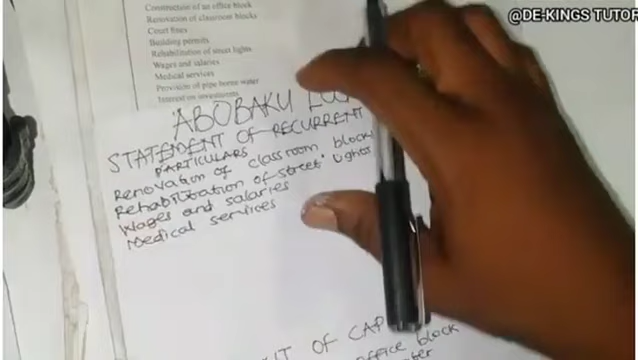 @DE-KINGS TUTOR
Construction of an office block
Renovation of classroom blocks
Court fines
Building permits
Rehabilitation of street lights
Wages and salaries
Medical services
Provision of pipe borne water
Interest on investments
ABOBAKU
STATEMENT OF RECURRENT
PARTICULARS
Renovation of classroom block
Rehabilitation of street lights
Wages and salaries
Medical services
OF CAP
office block